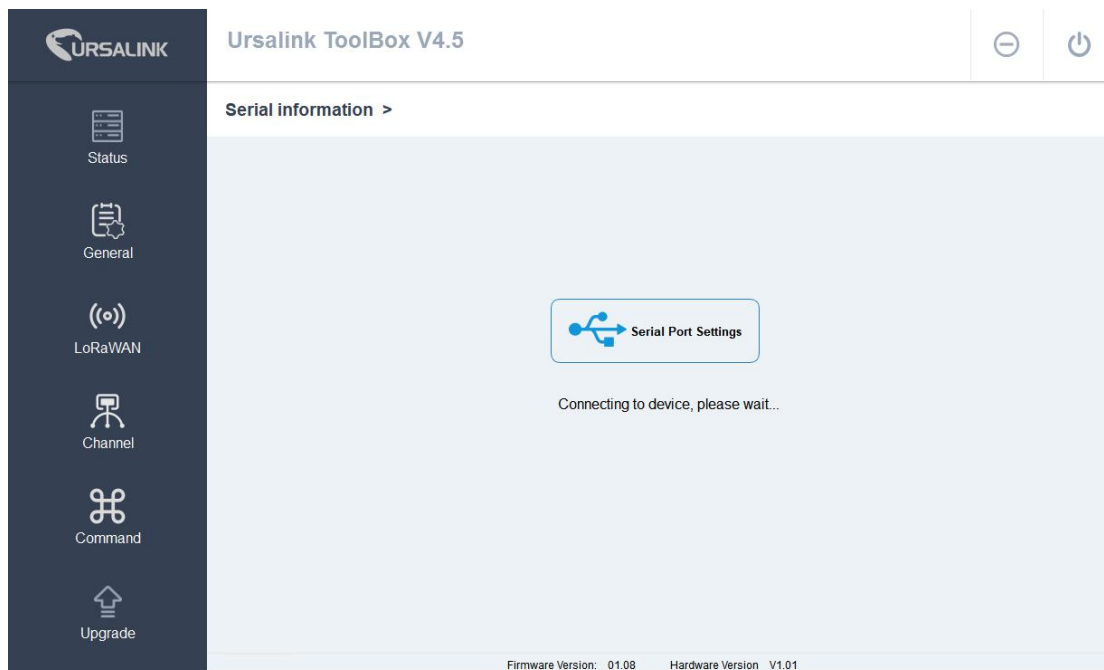 URSALINK
Ursalink ToolBox V4.5
Serial information >
Status
General
LoRaWAN
Channel
Command
Upgrade
Serial Port Settings
Connecting to device, please wait...
Firmware Version: 01.08 Hardware Version V1.01